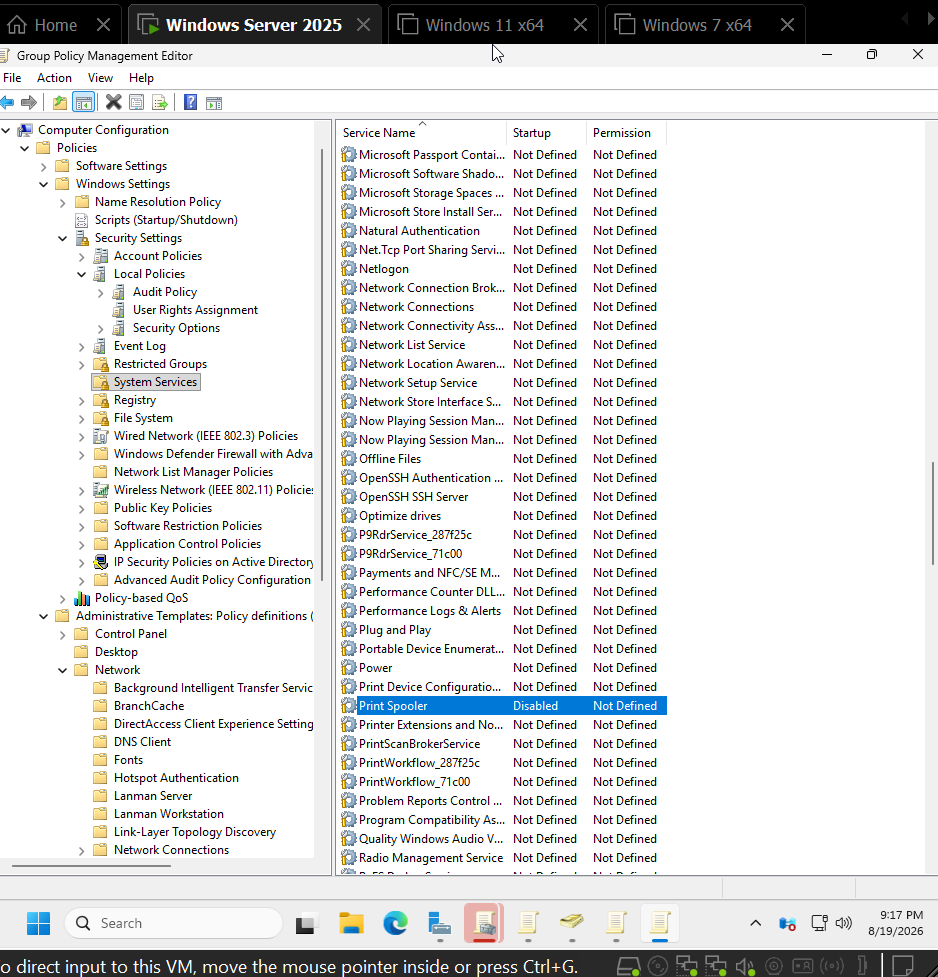 Home
Windows Server 2025
Windows 11 x64
Windows 7 x64
Group Policy Management Editor
File Action View Help
Computer Configuration
Policies
Software Settings
Windows Settings
Name Resolution Policy
Scripts (Startup/Shutdown)
Security Settings
Account Policies
Local Policies
Audit Policy
User Rights Assignment
Security Options
Event Log
Restricted Groups
System Services
Registry
File System
Wired Network (IEEE 802.3) Policies
Windows Defender Firewall with Adva
Network List Manager Policies
Wireless Network (IEEE 802.11) Policies
Public Key Policies
Software Restriction Policies
Application Control Policies
IP Security Policies on Active Directory
Advanced Audit Policy Configuration
Policy-based QoS
Administrative Templates: Policy definitions (
Control Panel
Desktop
Network
Background Intelligent Transfer Servic
BranchCache
DirectAccess Client Experience Setting
DNS Client
Fonts
Hotspot Authentication
Lanman Server
Lanman Workstation
Link-Layer Topology Discovery
Network Connections
Service Name Startup Permission
Microsoft Passport Contai... Not Defined Not Defined
Microsoft Software Shado... Not Defined Not Defined
Microsoft Storage Spaces ... Not Defined Not Defined
Microsoft Store Install Ser... Not Defined Not Defined
Natural Authentication Not Defined Not Defined
Net.Tcp Port Sharing Servi... Not Defined Not Defined
Netlogon Not Defined Not Defined
Network Connection Brok... Not Defined Not Defined
Network Connections Not Defined Not Defined
Network Connectivity Ass... Not Defined Not Defined
Network List Service Not Defined Not Defined
Network Location Awaren... Not Defined Not Defined
Network Setup Service Not Defined Not Defined
Network Store Interface S... Not Defined Not Defined
Now Playing Session Man... Not Defined Not Defined
Now Playing Session Man... Not Defined Not Defined
Offline Files Not Defined Not Defined
OpenSSH Authentication ... Not Defined Not Defined
OpenSSH SSH Server Not Defined Not Defined
Optimize drives Not Defined Not Defined
P9RdrService_287f25c Not Defined Not Defined
P9RdrService_71c00 Not Defined Not Defined
Payments and NFC/SE M... Not Defined Not Defined
Performance Counter DLL... Not Defined Not Defined
Performance Logs & Alerts Not Defined Not Defined
Plug and Play Not Defined Not Defined
Portable Device Enumerat... Not Defined Not Defined
Power Not Defined Not Defined
Print Device Configuratio... Not Defined Not Defined
Print Spooler Disabled Not Defined
Printer Extensions and No... Not Defined Not Defined
PrintScanBrokerService Not Defined Not Defined
PrintWorkflow_287f25c Not Defined Not Defined
PrintWorkflow_71c00 Not Defined Not Defined
Problem Reports Control ... Not Defined Not Defined
Program Compatibility As... Not Defined Not Defined
Quality Windows Audio V... Not Defined Not Defined
Radio Management Service Not Defined Not Defined
Search
9:17 PM
8/19/2026
o direct input to this VM, move the mouse pointer inside or press Ctrl+G.